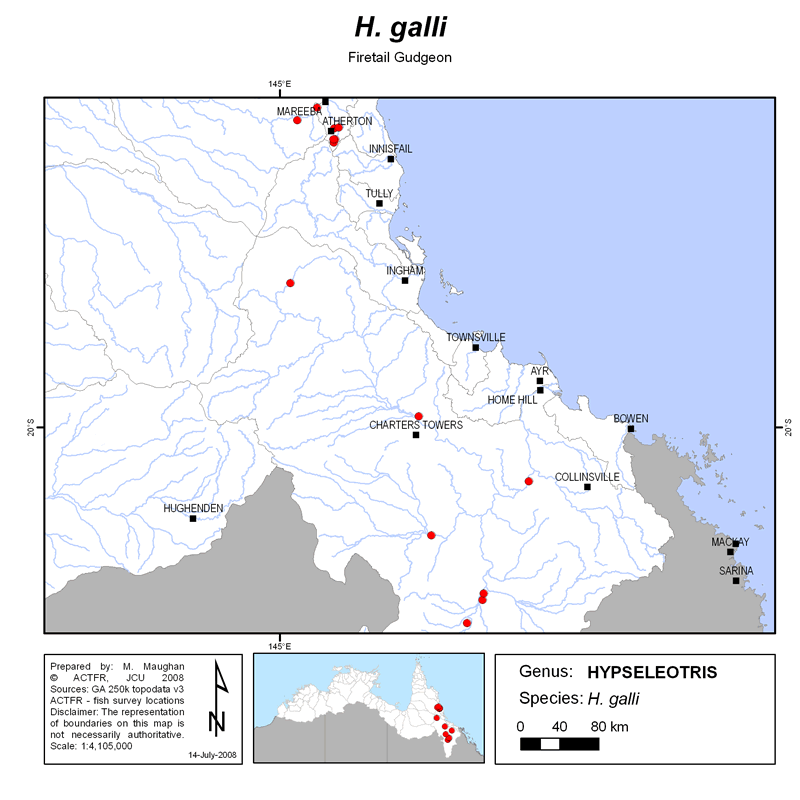 H. galli
Firetail Gudgeon
145°E
MAREEBA
ATHERTON
INNISFAIL
TULLY
INGHAM
TOWNSVILLE
AYR
HOME HILL
BOWEN
20°S
20°S
CHARTERS TOWERS
COLLINSVILLE
HUGHENDEN
MACKAY
SARINA
145°E
Prepared by: M. Maughan
© ACTFR, JCU 2008
Sources: GA 250k topodata v3
ACTFR - fish survey locations
Disclaimer: The representation
of boundaries on this map is
not necessarily authoritative.
Scale: 1:4,105,000
N
14-July-2008
Genus: HYPSELEOTRIS
Species: H. galli
0 40 80 km